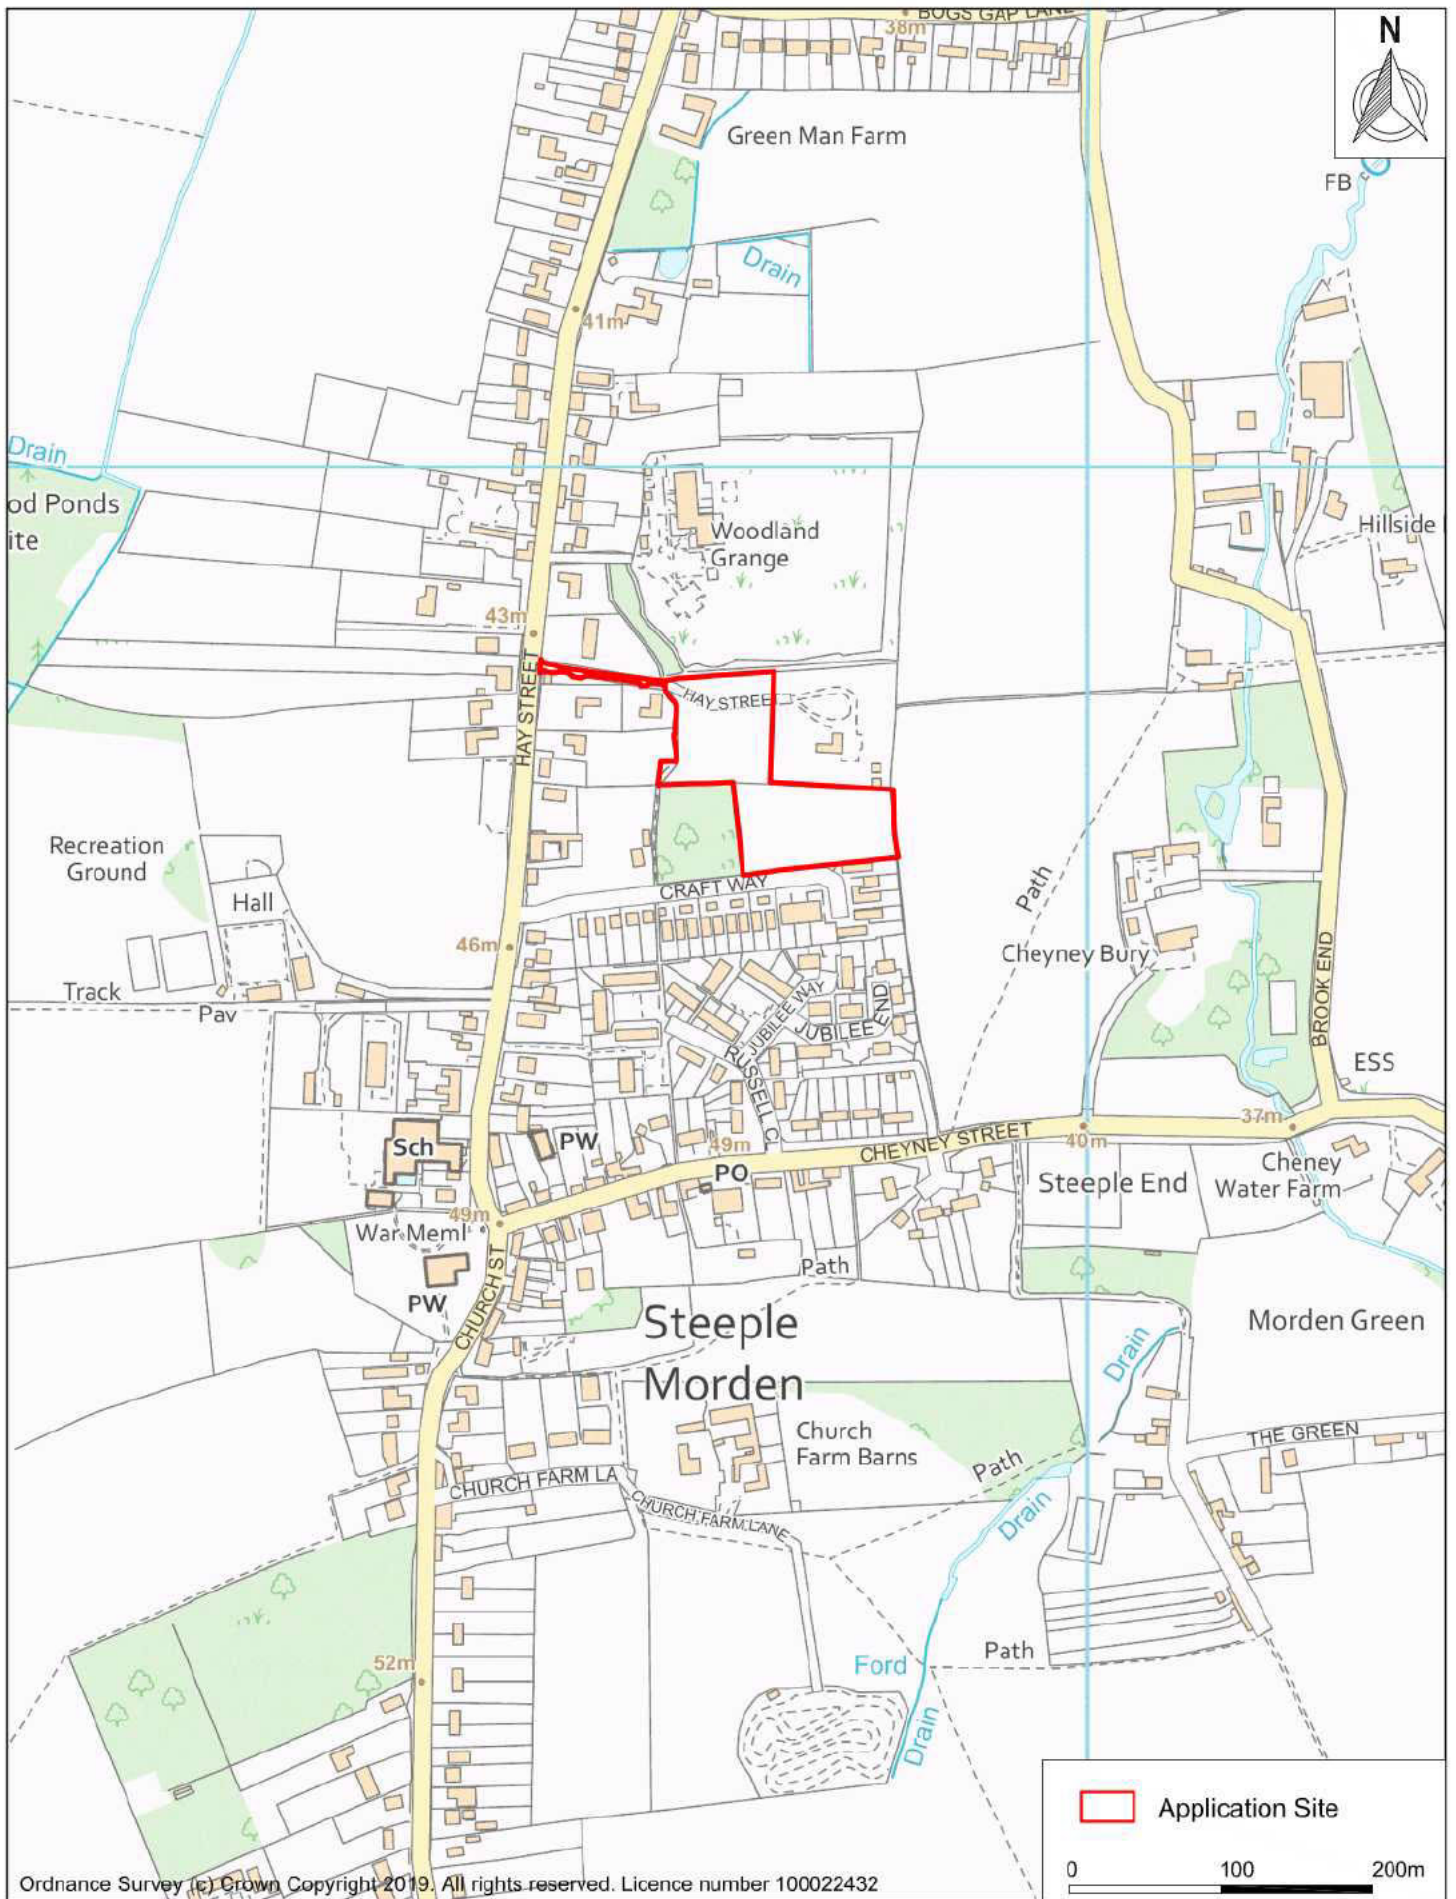 BOGS GAP LANE
38m
N
Green Man Farm
FB
Drain
41m
Drain
od Ponds
ite
Woodland
Grange
Hillside
43m
HAY STREET
HAY STREET
Recreation
Ground
Hall
CRAFT WAY
Path
46m
Cheyney Bury
Track
Pav
JUBILEE WAY
JUBILEE END
RUSSELL C
BROOK END
ESS
Sch
PW
49m
PO
CHEYNEY STREET
40m
37m
Steeple End
Cheney
Water Farm
49m
War Meml
PW
CHURCH ST
Path
Steeple
Morden
Morden Green
Drain
Church
Farm Barns
Path
THE GREEN
CHURCH FARM LA
CHURCH FARM LANE
Drain
52m
Ford
Path
Drain
Application Site
0 100 200m
Ordnance Survey (c) Crown Copyright 2019. All rights reserved. Licence number 100022432